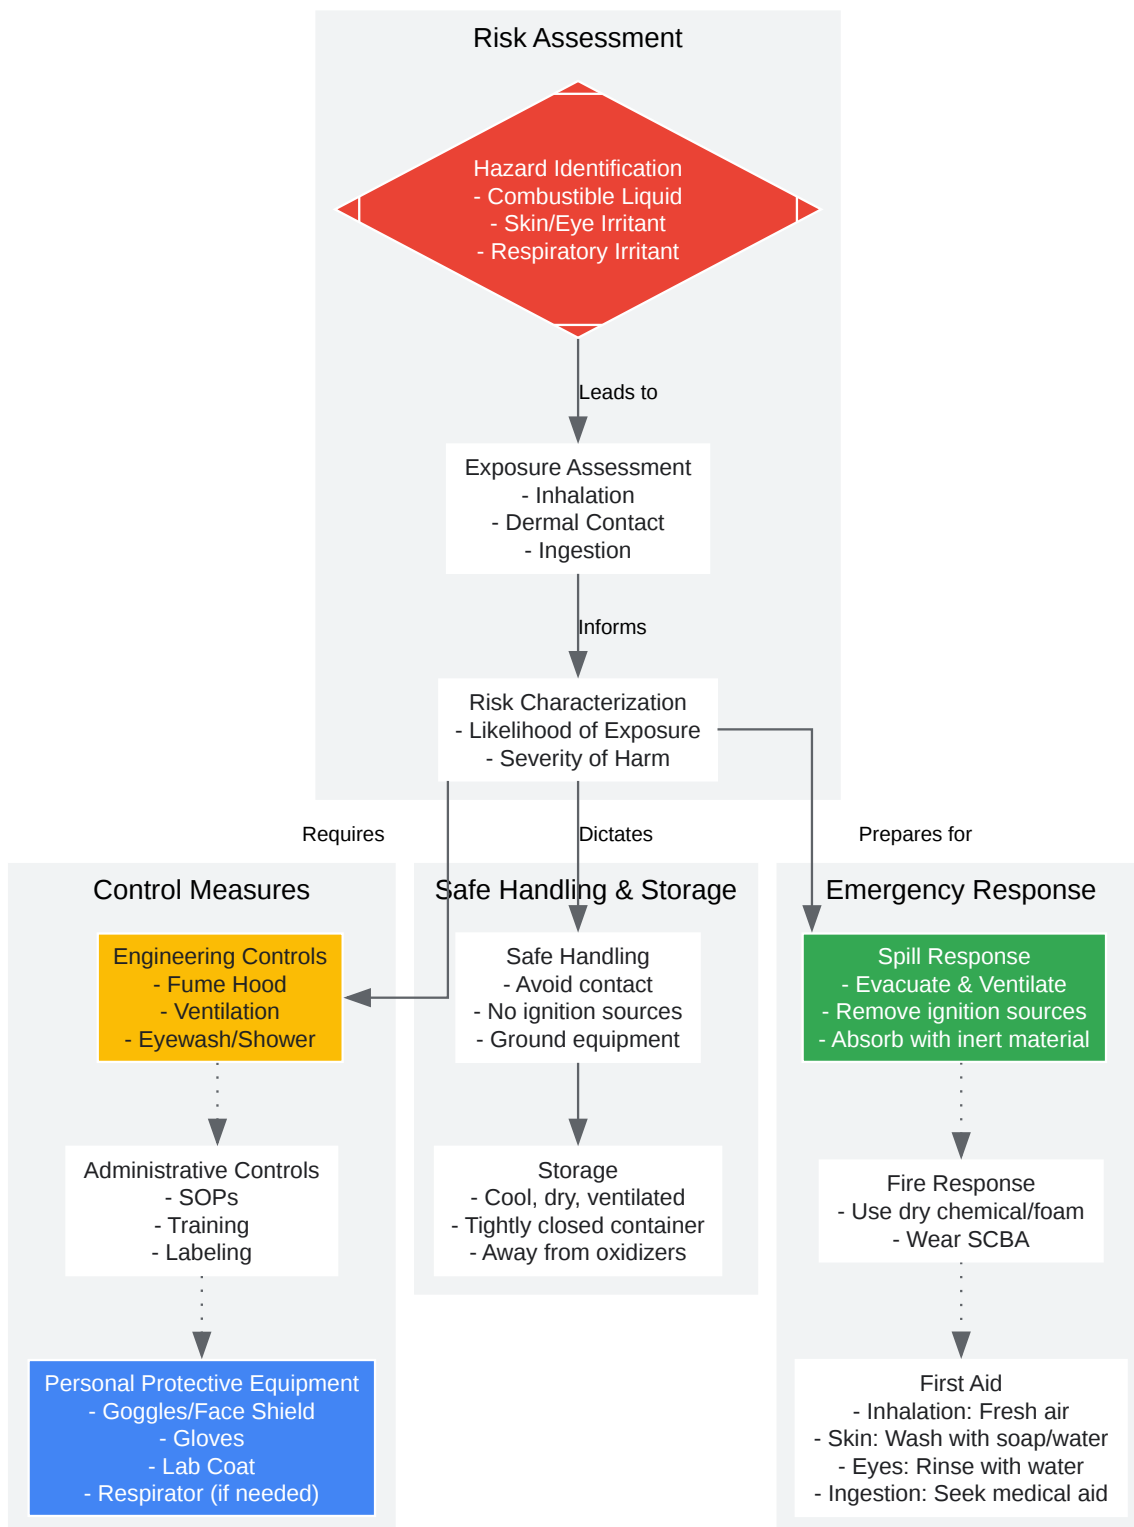 Risk Assessment
Hazard Identification
- Combustible Liquid
- Skin/Eye Irritant
- Respiratory Irritant
Leads to
Exposure Assessment
- Inhalation
- Dermal Contact
- Ingestion
Informs
Risk Characterization
- Likelihood of Exposure
- Severity of Harm
Requires
Dictates
Prepares for
Control Measures
Engineering Controls
- Fume Hood
- Ventilation
- Eyewash/Shower
Administrative Controls
- SOPs
- Training
- Labeling
Personal Protective Equipment
- Goggles/Face Shield
- Gloves
- Lab Coat
- Respirator (if needed)
Safe Handling & Storage
Safe Handling
- Avoid contact
- No ignition sources
- Ground equipment
Storage
- Cool, dry, ventilated
- Tightly closed container
- Away from oxidizers
Emergency Response
Spill Response
- Evacuate & Ventilate
- Remove ignition sources
- Absorb with inert material
Fire Response
- Use dry chemical/foam
- Wear SCBA
First Aid
- Inhalation: Fresh air
- Skin: Wash with soap/water
- Eyes: Rinse with water
- Ingestion: Seek medical aid